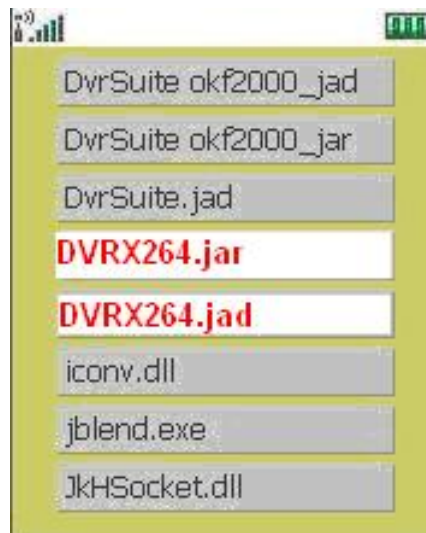 DvrSuite okf2000_jad
DvrSuite okf2000_jar
DvrSuite.jad
DVRX264.jar
DVRX264.jad
iconv.dll
jblend.exe
JkHSocket.dll